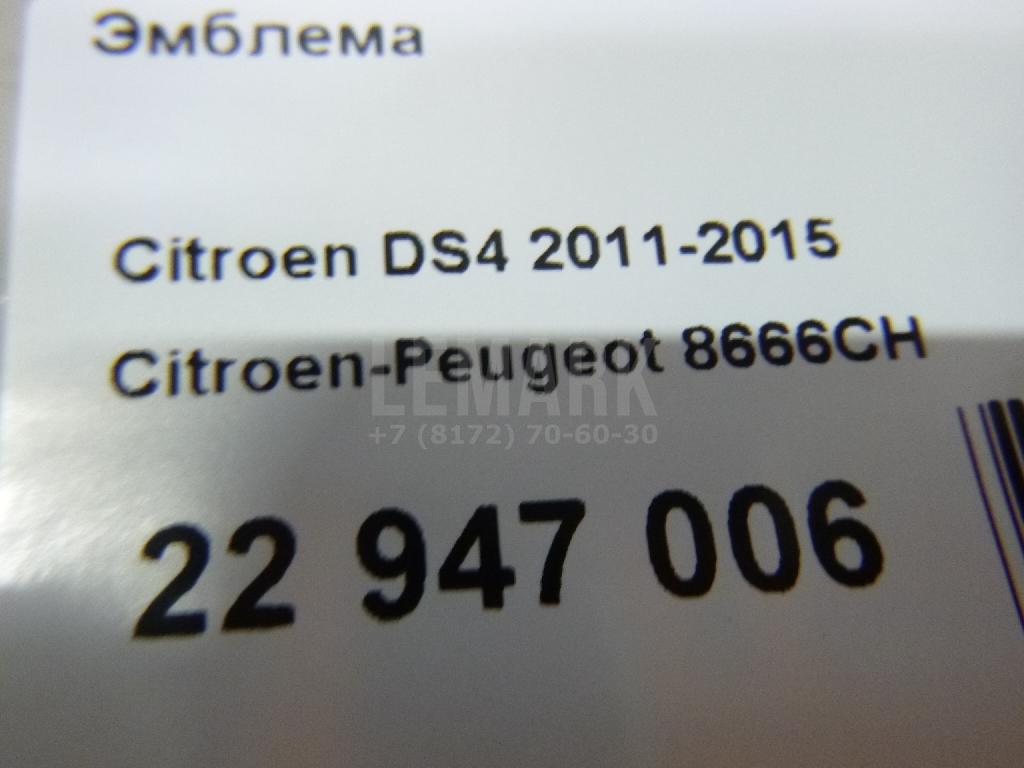 Эмблема
Citroen DS4 2011-2015
Citroen-Peugeot 8666CH
LEMARK
+7 (8172) 70-60-30
22 947 006